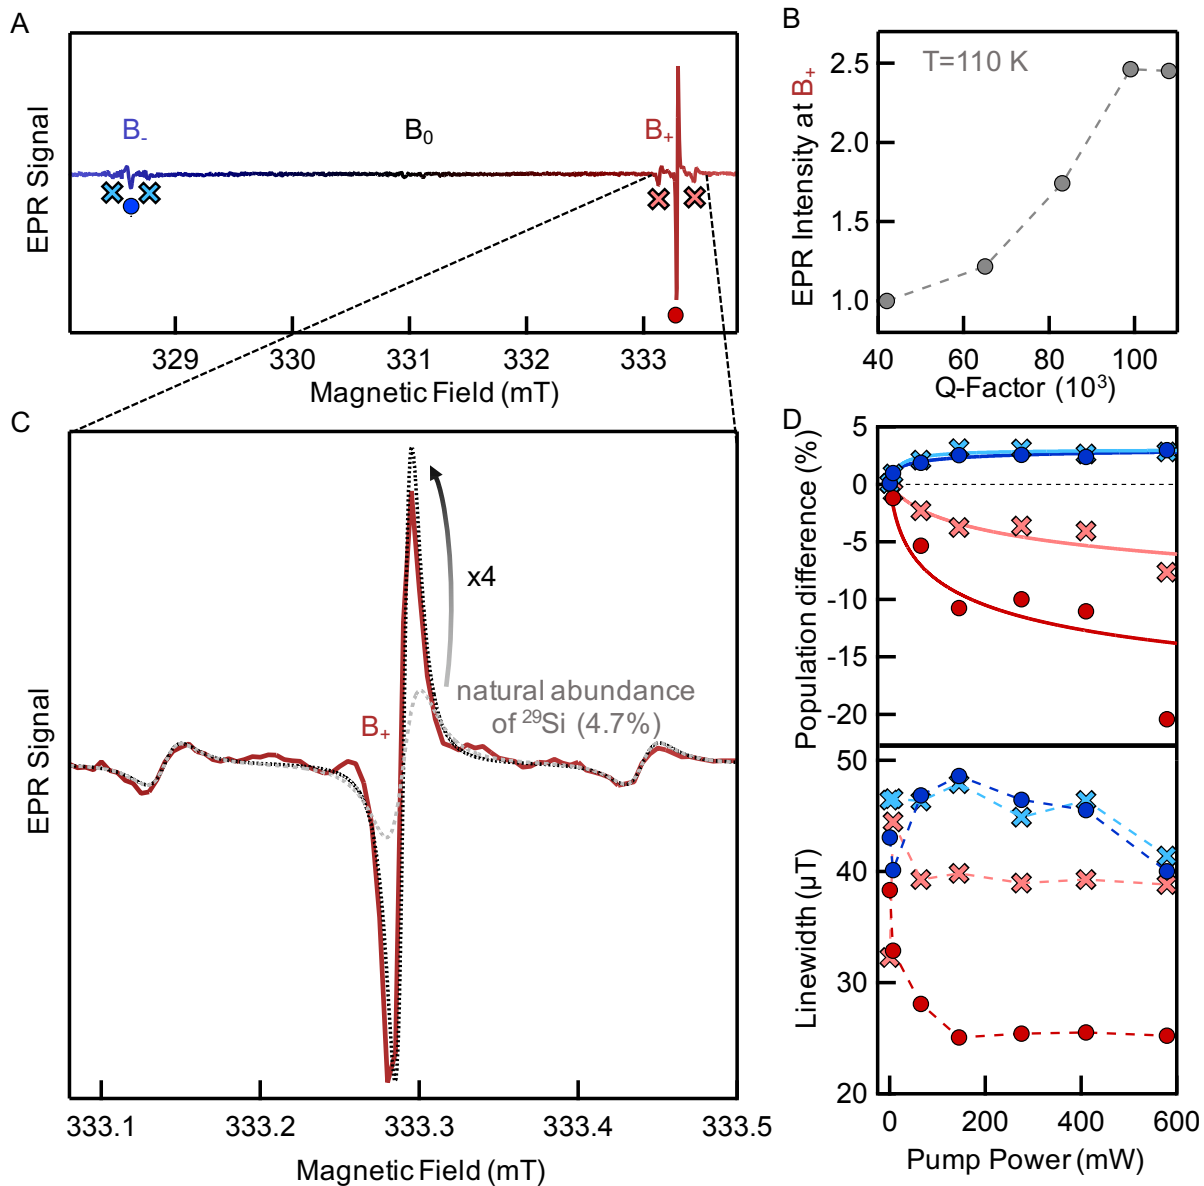 A
EPR Signal
B-
B0
B+
329
330
331
332
333
Magnetic Field (mT)
B
EPR Intensity at B+
T=110 K
2.5
2.0
1.5
1.0
40
60
80
100
Q-Factor (10³)
C
EPR Signal
x4
natural abundance
of ²⁹Si (4.7%)
B+
333.1
333.2
333.3
333.4
333.5
Magnetic Field (mT)
D
Population difference (%)
5
0
-5
-10
-15
-20
Linewidth (µT)
50
40
30
20
0
200
400
600
Pump Power (mW)